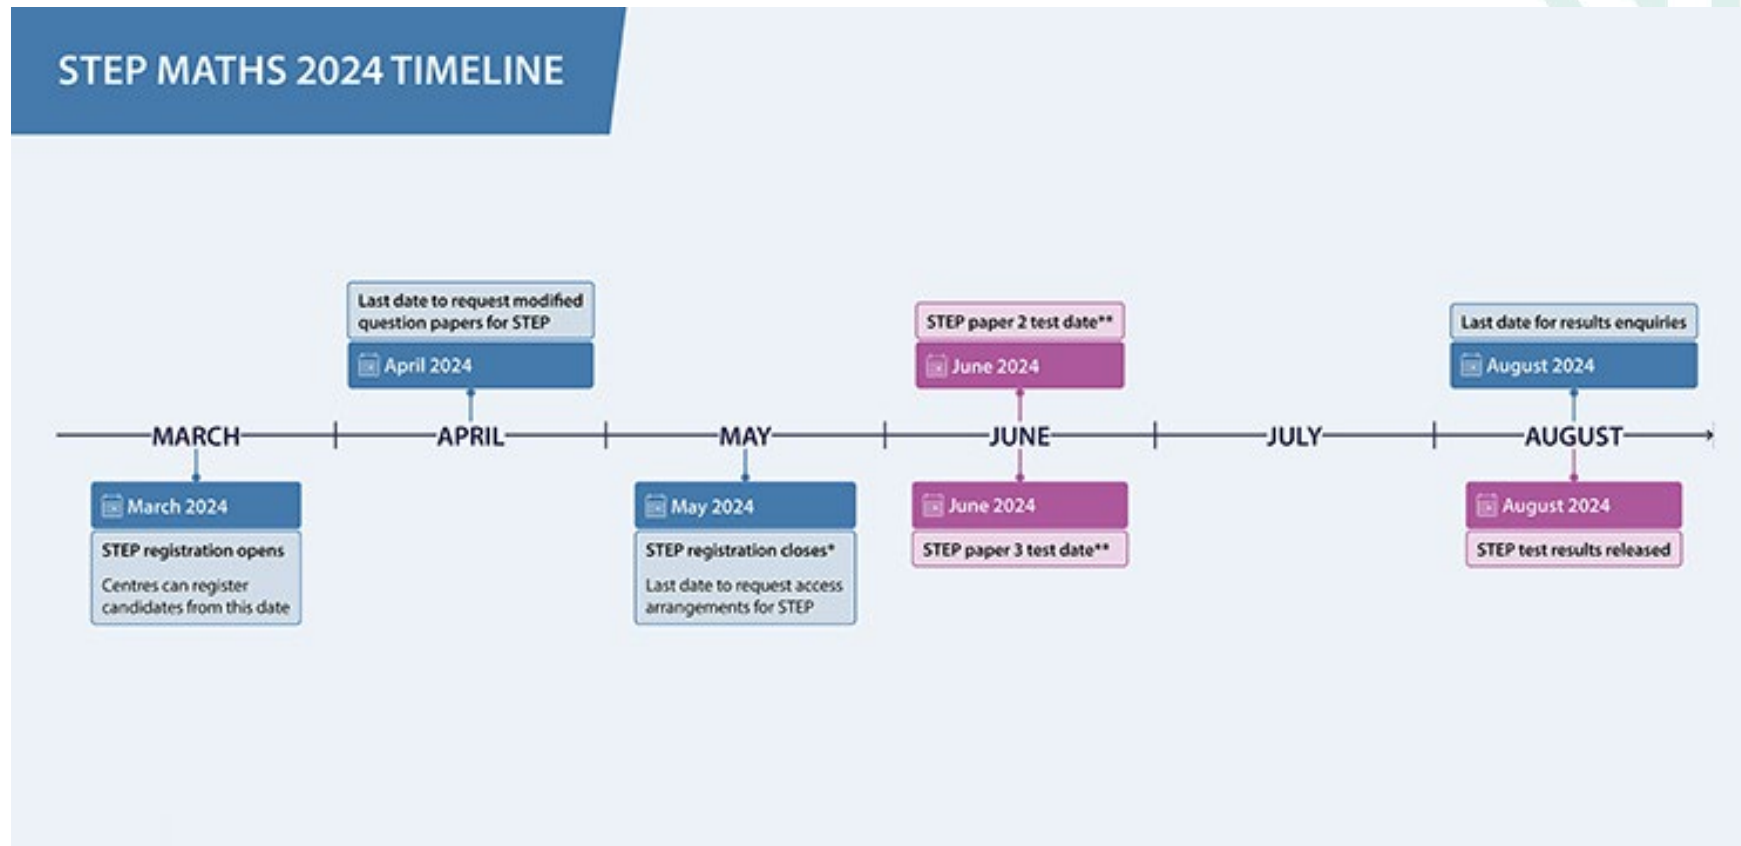 STEP MATHS 2024 TIMELINE
Last date to request modified
question papers for STEP
April 2024
STEP paper 2 test date**
June 2024
Last date for results enquiries
August 2024
MARCH
APRIL
MAY
JUNE
JULY
AUGUST
March 2024
STEP registration opens
Centres can register
candidates from this date
May 2024
STEP registration closes*
Last date to request access
arrangements for STEP
June 2024
STEP paper 3 test date**
August 2024
STEP test results released